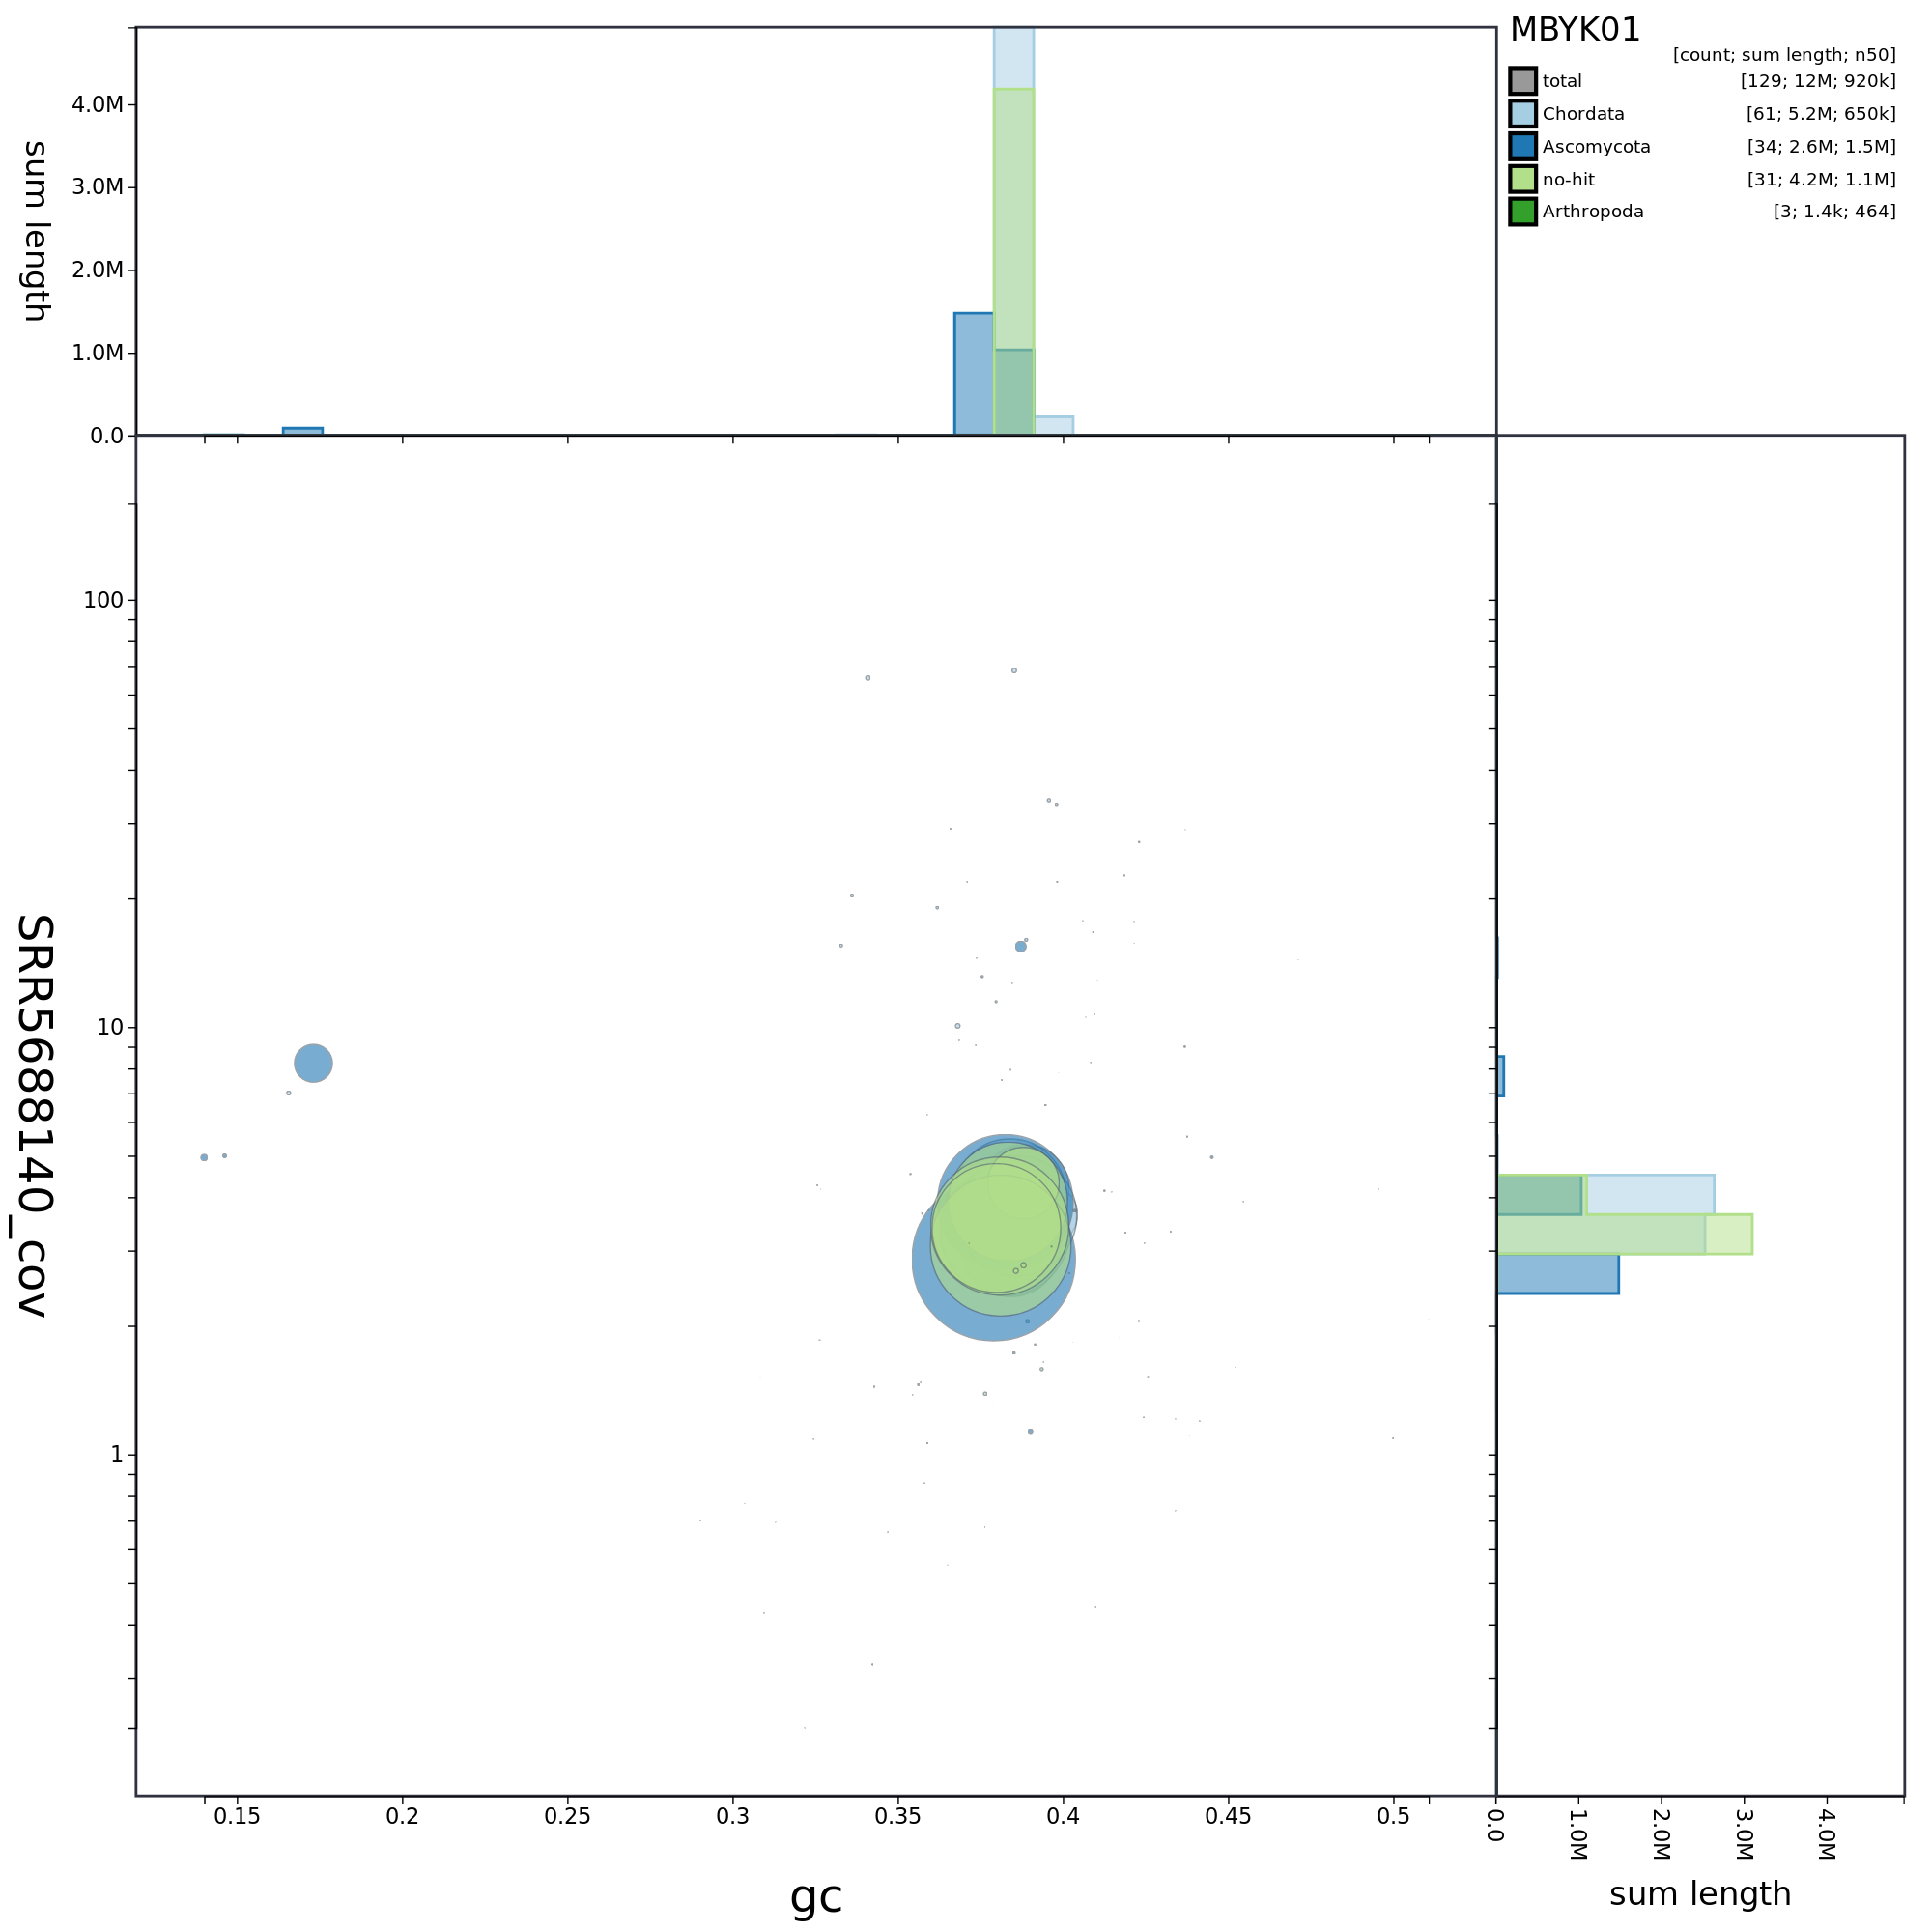 MBYK01
[count; sum length; n50]
total [129; 12M; 920k]
Chordata [61; 5.2M; 650k]
Ascomycota [34; 2.6M; 1.5M]
no-hit [31; 4.2M; 1.1M]
Arthropoda [3; 1.4k; 464]
sum length
4.0M
3.0M
2.0M
1.0M
0.0
SRR5688140_cov
100
10
1
0.15 0.2 0.25 0.3 0.35 0.4 0.45 0.5
gc
0.0 1.0M 2.0M 3.0M 4.0M
sum length